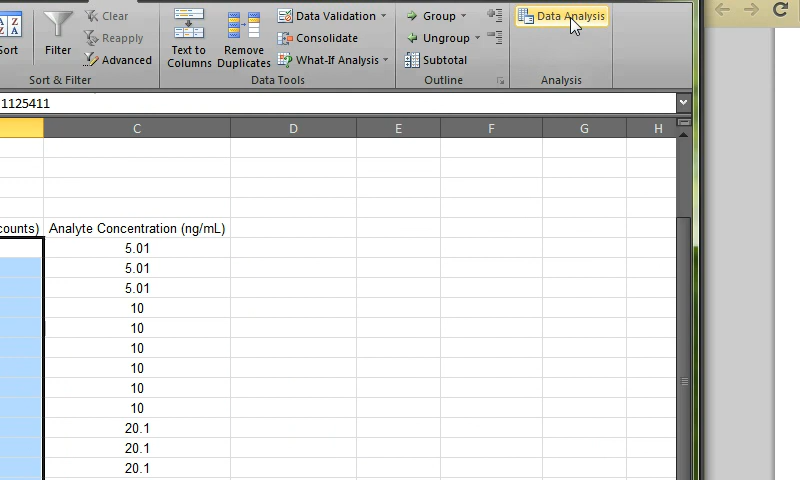 Sort
Filter
Clear
Reapply
Advanced
Sort & Filter
Text to
Columns
Remove
Duplicates
Data Validation
Consolidate
What-If Analysis
Data Tools
Group
Ungroup
Subtotal
Outline
Data Analysis
Analysis
1125411
C D E F G H
counts) Analyte Concentration (ng/mL)
5.01
5.01
5.01
10
10
10
10
10
10
20.1
20.1
20.1